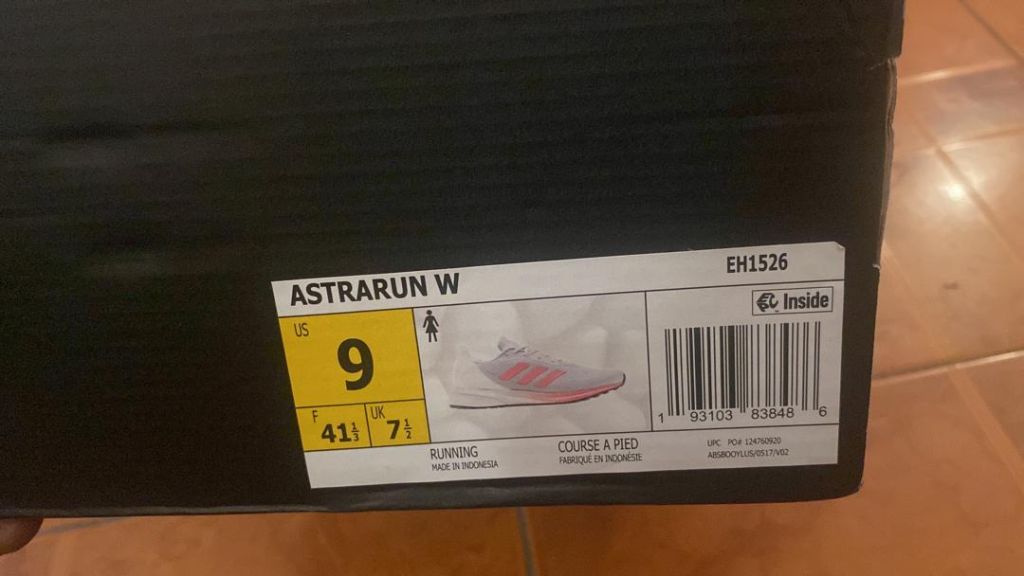 ASTRARUN W
EH1526
US
9
F 41⅓
UK 7½
Inside
1 93103 83848 6
RUNNING
MADE IN INDONESIA
COURSE A PIED
FABRIQUÉ EN INDONÉSIE
UPC PO# 124760920
ABSBOOYLUS/0517/V02